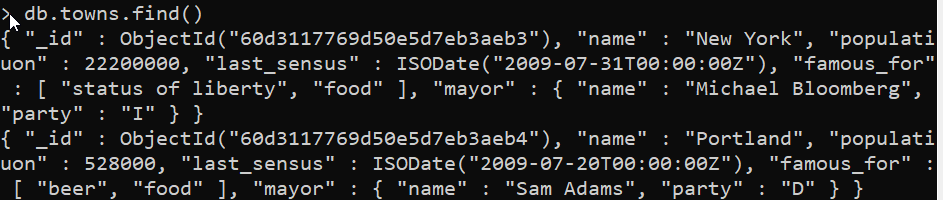 > db.towns.find()
{ "_id" : ObjectId("60d3117769d50e5d7eb3aeb3"), "name" : "New York", "populati
uon" : 22200000, "last_sensus" : ISODate("2009-07-31T00:00:00Z"), "famous_for"
 : [ "status of liberty", "food" ], "mayor" : { "name" : "Michael Bloomberg",
"party" : "I" } }
{ "_id" : ObjectId("60d3117769d50e5d7eb3aeb4"), "name" : "Portland", "populati
uon" : 528000, "last_sensus" : ISODate("2009-07-20T00:00:00Z"), "famous_for" :
 [ "beer", "food" ], "mayor" : { "name" : "Sam Adams", "party" : "D" } }